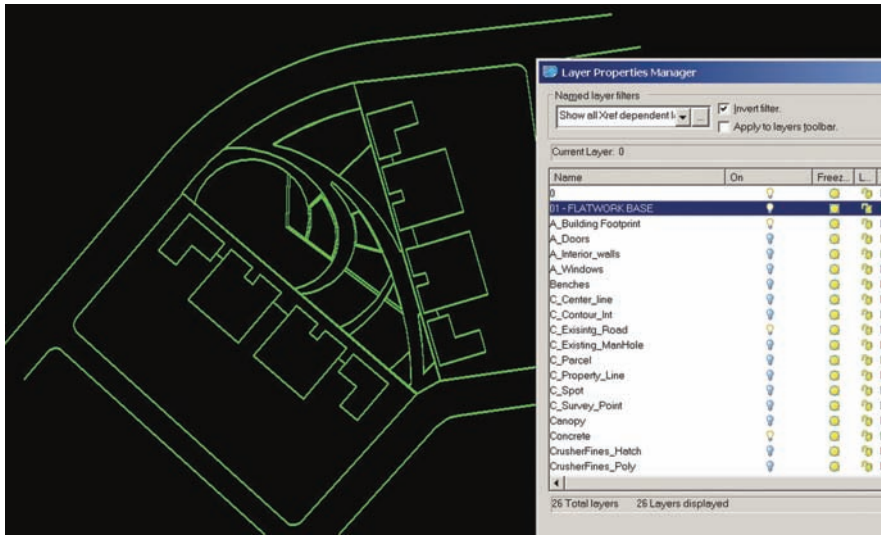 Layer Properties Manager
Named layer filters
Show all Xref dependent l
...
Invert filter.
Apply to layers toolbar.
Current Layer: 0
Name On Freez... L...
0
01 - FLATWORK BASE
A_Building Footprint
A_Doors
A_Interior_walls
A_Windows
Benches
C_Center_line
C_Contour_Int
C_Exisintg_Road
C_Existing_ManHole
C_Parcel
C_Property_Line
C_Spot
C_Survey_Point
Canopy
Concrete
CrusherFines_Hatch
CrusherFines_Poly
26 Total layers 26 Layers displayed